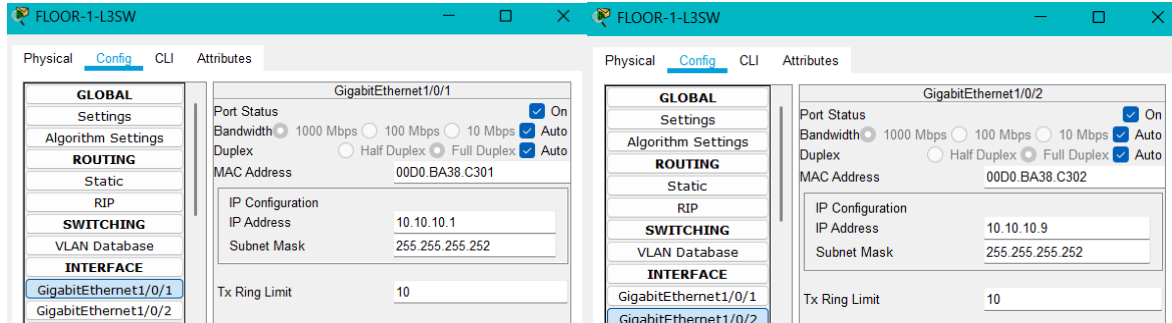 FLOOR-1-L3SW
Physical Config CLI Attributes
GLOBAL
Settings
Algorithm Settings
ROUTING
Static
RIP
SWITCHING
VLAN Database
INTERFACE
GigabitEthernet1/0/1
GigabitEthernet1/0/2
GigabitEthernet1/0/1
Port Status On
Bandwidth 1000 Mbps 100 Mbps 10 Mbps Auto
Duplex Half Duplex Full Duplex Auto
MAC Address 00D0.BA38.C301
IP Configuration
IP Address 10.10.10.1
Subnet Mask 255.255.255.252
Tx Ring Limit 10
FLOOR-1-L3SW
Physical Config CLI Attributes
GLOBAL
Settings
Algorithm Settings
ROUTING
Static
RIP
SWITCHING
VLAN Database
INTERFACE
GigabitEthernet1/0/1
GigabitEthernet1/0/2
GigabitEthernet1/0/2
Port Status On
Bandwidth 1000 Mbps 100 Mbps 10 Mbps Auto
Duplex Half Duplex Full Duplex Auto
MAC Address 00D0.BA38.C302
IP Configuration
IP Address 10.10.10.9
Subnet Mask 255.255.255.252
Tx Ring Limit 10